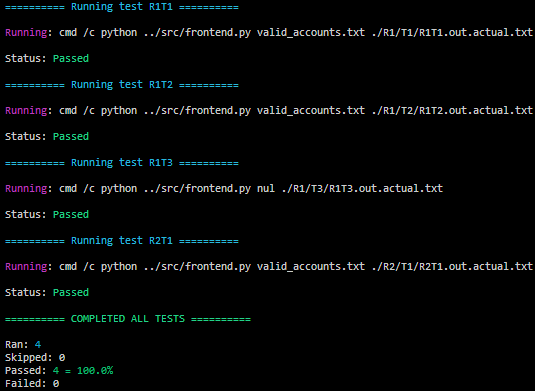 ========== Running test R1T1 ==========
Running: cmd /c python ../src/frontend.py valid_accounts.txt ./R1/T1/R1T1.out.actual.txt
Status: Passed
========== Running test R1T2 ==========
Running: cmd /c python ../src/frontend.py valid_accounts.txt ./R1/T2/R1T2.out.actual.txt
Status: Passed
========== Running test R1T3 ==========
Running: cmd /c python ../src/frontend.py nul ./R1/T3/R1T3.out.actual.txt
Status: Passed
========== Running test R2T1 ==========
Running: cmd /c python ../src/frontend.py valid_accounts.txt ./R2/T1/R2T1.out.actual.txt
Status: Passed
========== COMPLETED ALL TESTS ==========
Ran: 4
Skipped: 0
Passed: 4 = 100.0%
Failed: 0